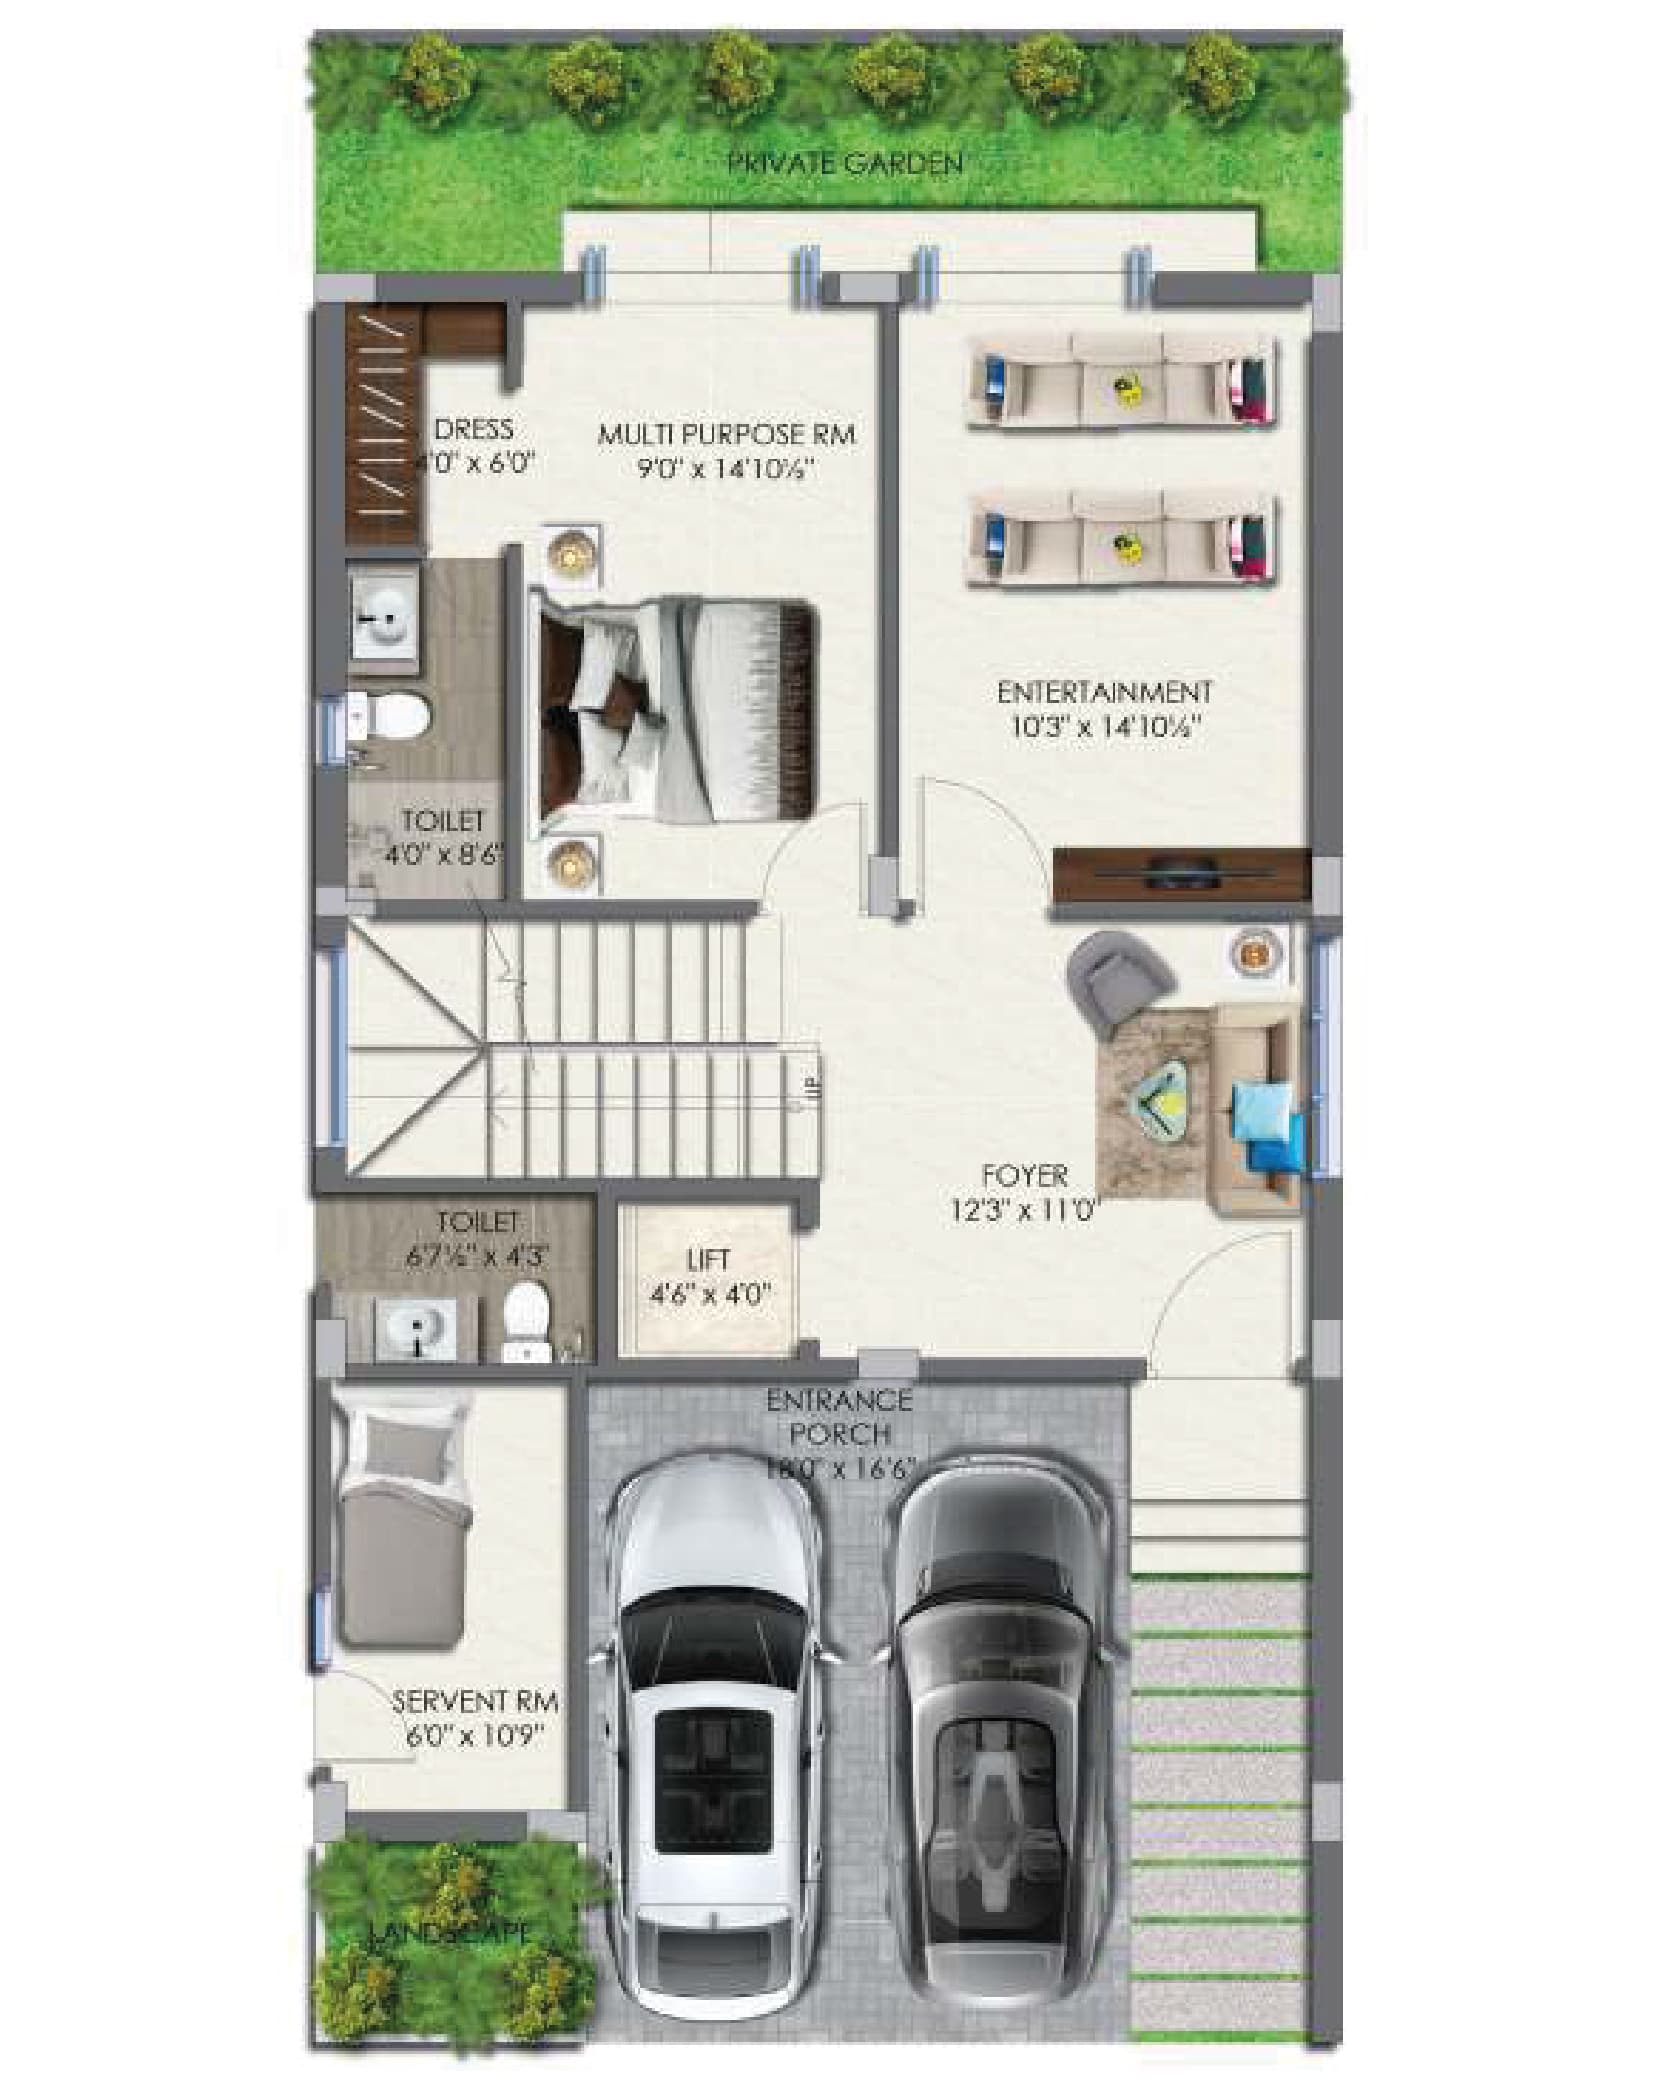 PRIVATE GARDEN
DRESS
4'0" x 6'0"
MULTI PURPOSE RM
9'0" x 14'10½"
ENTERTAINMENT
10'3" x 14'10½"
TOILET
4'0" x 8'6"
UP
FOYER
12'3" x 11'0"
TOILET
6'7½" x 4'3"
LIFT
4'6" x 4'0"
ENTRANCE
PORCH
18'0" x 16'6"
SERVENT RM
6'0" x 10'9"
LANDSCAPE